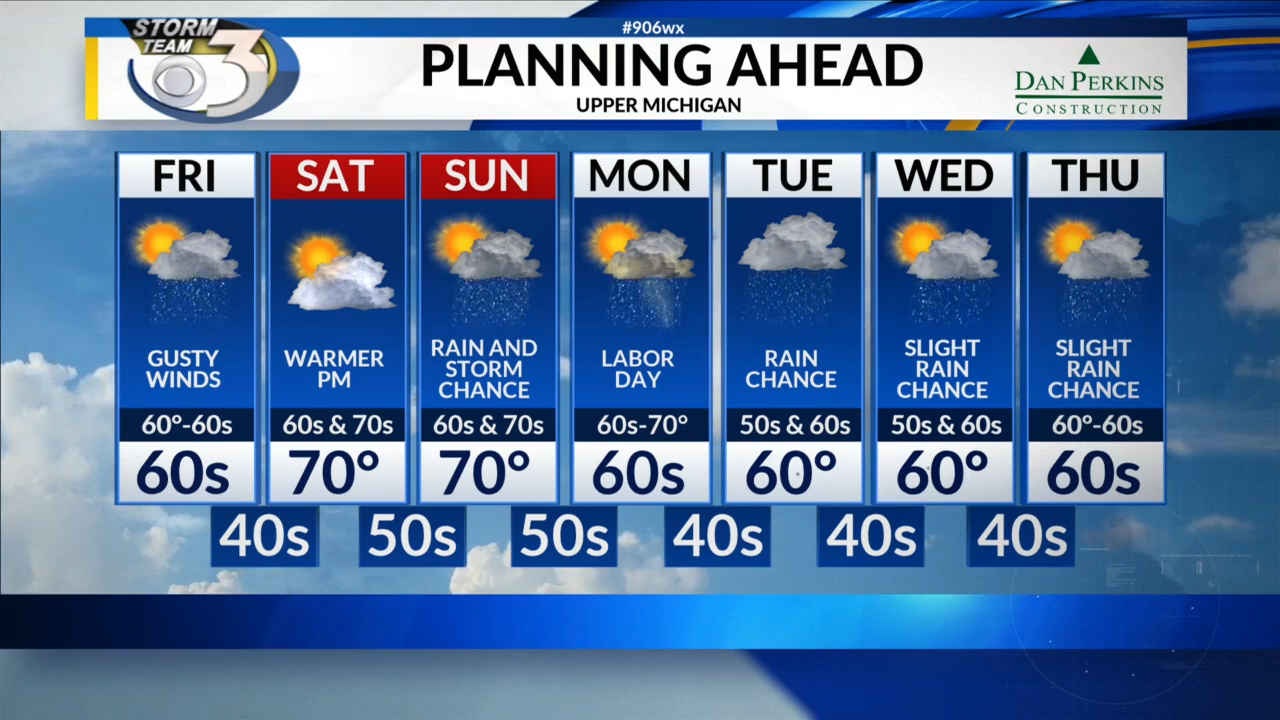 #906wx
STORM
TEAM
3
PLANNING AHEAD
UPPER MICHIGAN
DAN PERKINS
CONSTRUCTION
FRI
SAT
SUN
MON
TUE
WED
THU
GUSTY
WINDS
WARMER
PM
RAIN AND
STORM
CHANCE
LABOR
DAY
RAIN
CHANCE
SLIGHT
RAIN
CHANCE
SLIGHT
RAIN
CHANCE
60°-60s
60s & 70s
60s & 70s
60s-70°
50s & 60s
50s & 60s
60°-60s
60s
70°
70°
60s
60°
60°
60s
40s
50s
50s
40s
40s
40s